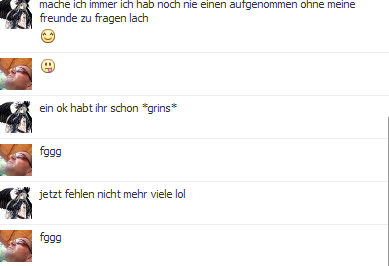 mache ich immer ich hab noch nie einen aufgenommen ohne meine
freunde zu fragen lach
ein ok habt ihr schon *grins*
fggg
jetzt fehlen nicht mehr viele lol
fggg